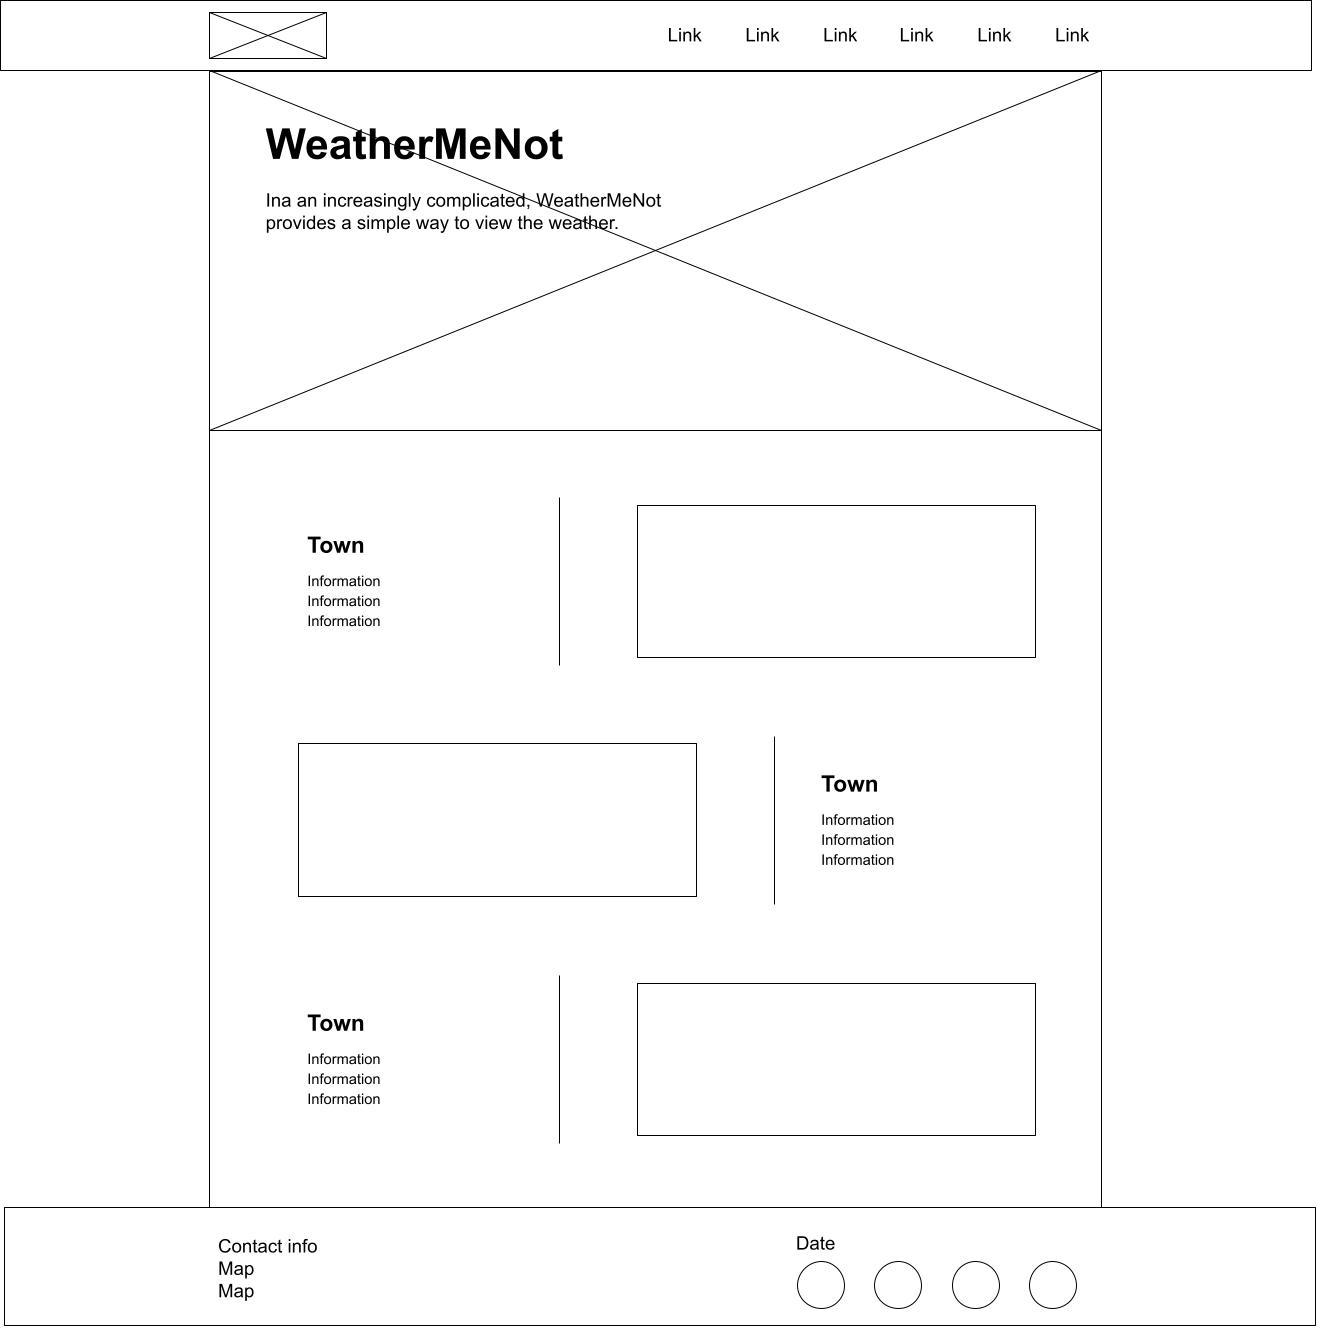 Link Link Link Link Link Link
WeatherMeNot
Ina an increasingly complicated, WeatherMeNot
provides a simple way to view the weather.
Town
Information
Information
Information
Town
Information
Information
Information
Town
Information
Information
Information
Contact info
Map
Map
Date